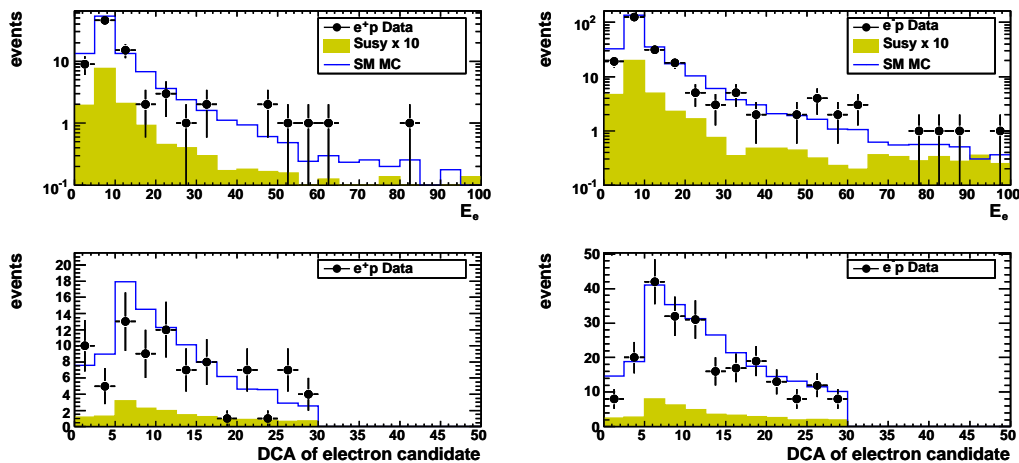 events
e⁺p Data
Susy x 10
SM MC
10
1
10⁻¹
0 10 20 30 40 50 60 70 80 90 100
Eₑ
events
e⁻p Data
Susy x 10
SM MC
10²
10
1
10⁻¹
0 10 20 30 40 50 60 70 80 90 100
Eₑ
events
e⁺p Data
20
18
16
14
12
10
8
6
4
2
0
0 5 10 15 20 25 30 35 40 45 50
DCA of electron candidate
events
e⁻p Data
50
40
30
20
10
0
0 5 10 15 20 25 30 35 40 45 50
DCA of electron candidate